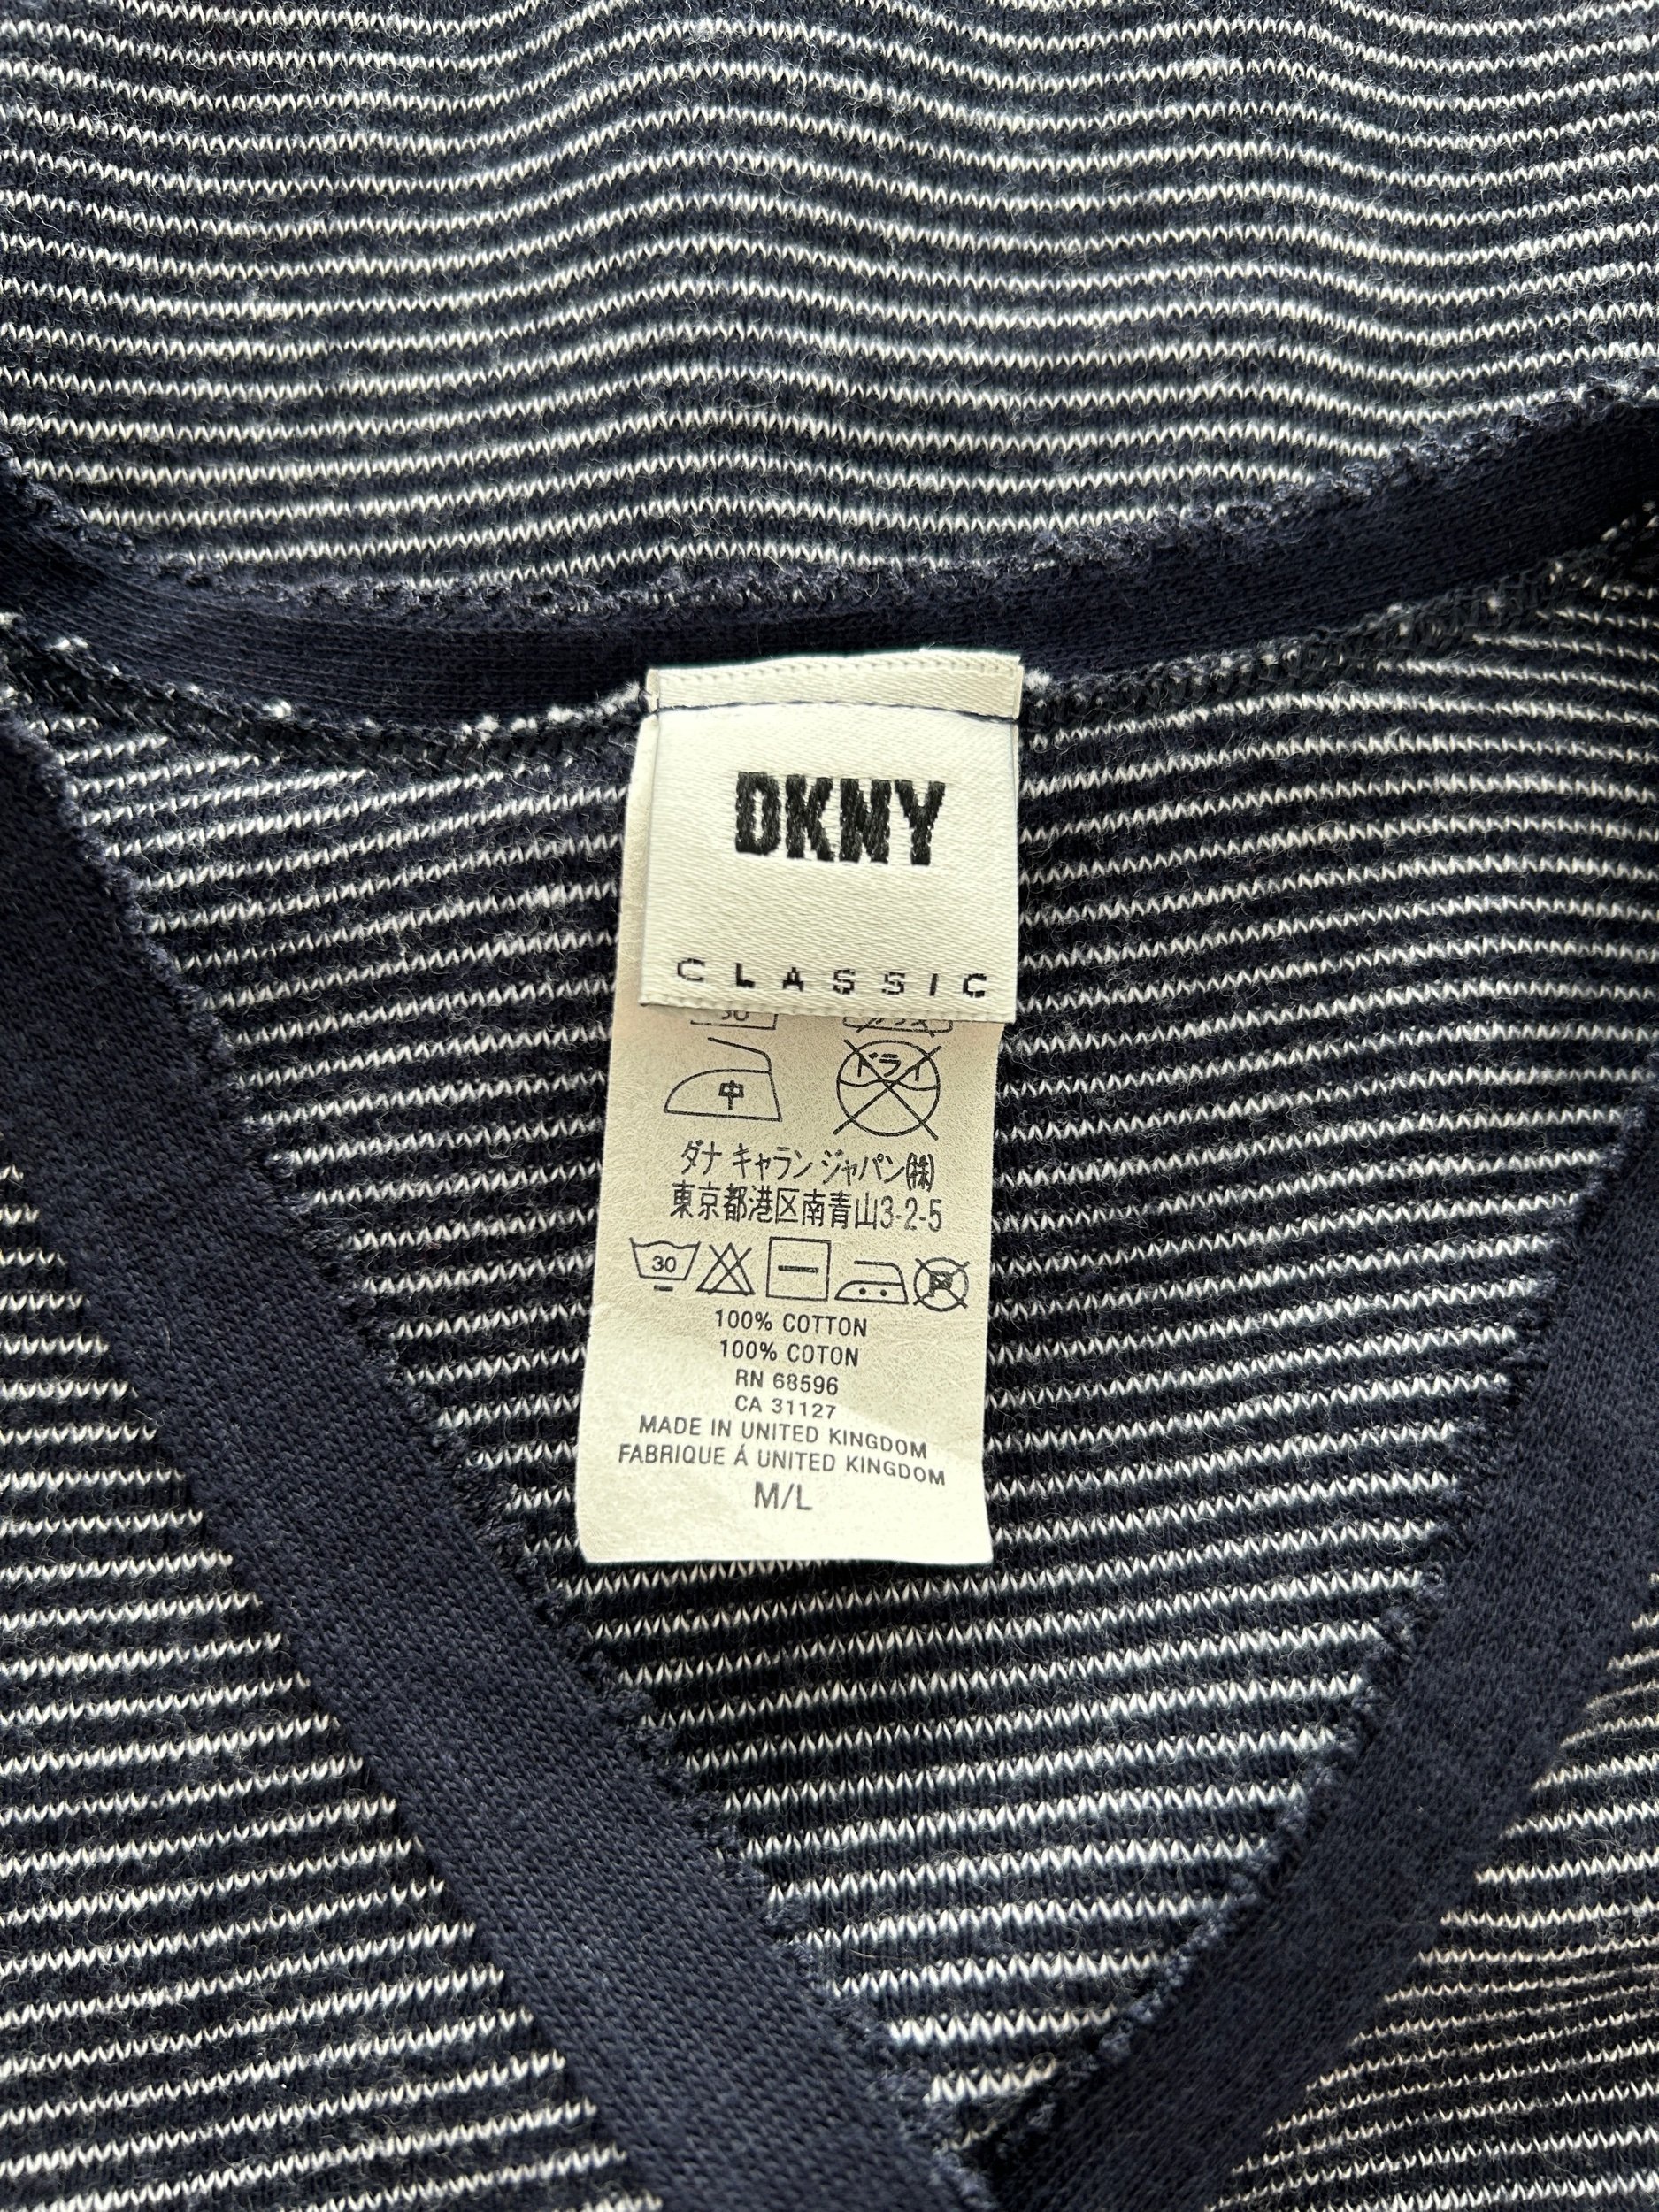 DKNY
CLASSIC
中
ドライ
ダナ キャラン ジャパン(株)
東京都港区南青山3-2-5
30
P
100% COTTON
100% COTON
RN 68596
CA 31127
MADE IN UNITED KINGDOM
FABRIQUE Á UNITED KINGDOM
M/L